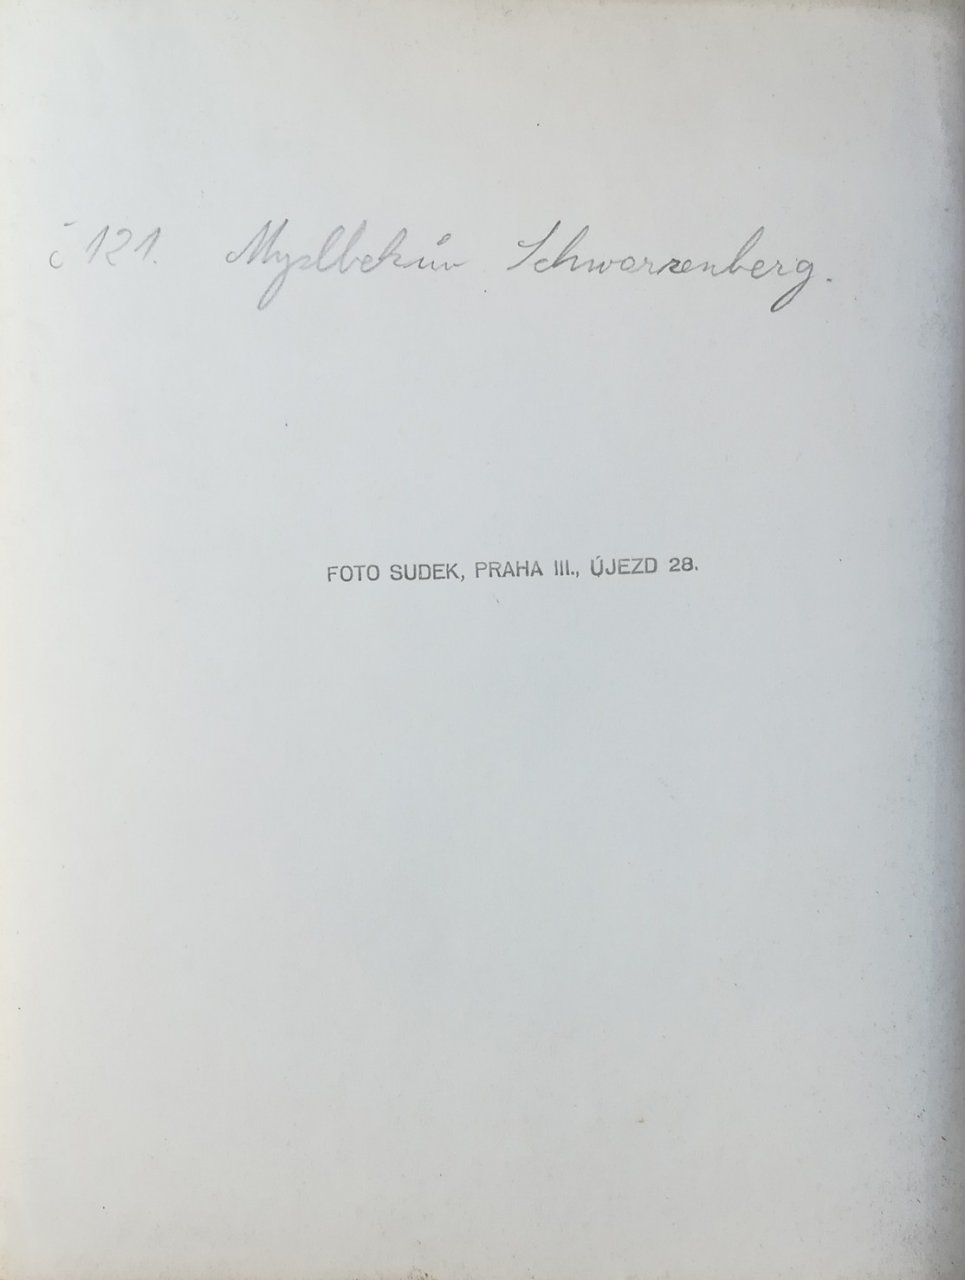 č 121. Myslbekův Schwarzenberg.
FOTO SUDEK, PRAHA III., ÚJEZD 28.